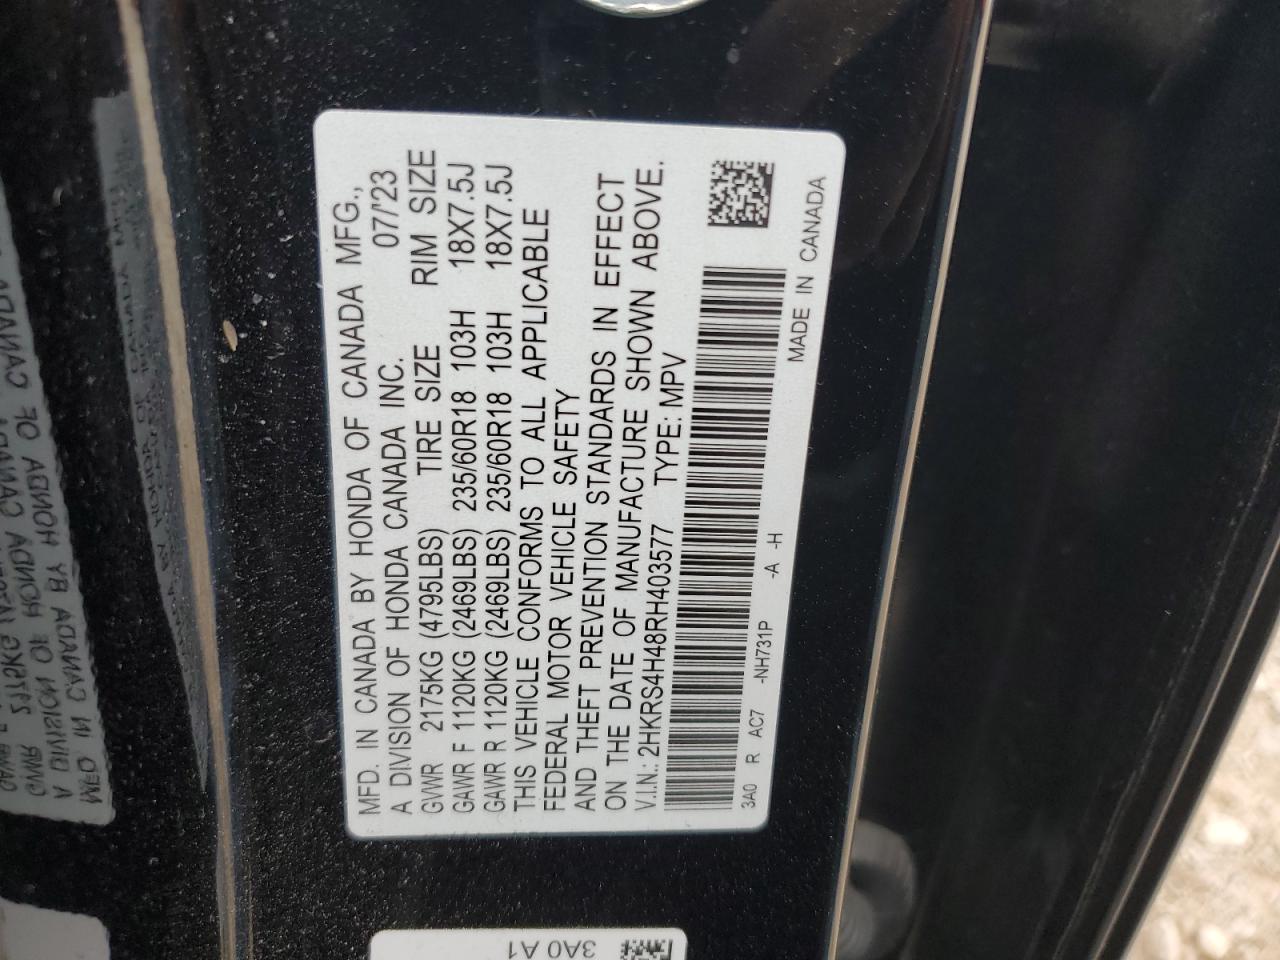 MFD. IN CANADA BY HONDA OF CANADA MFG.,
A DIVISION OF HONDA CANADA INC. 07/'23
GVWR 2175KG (4795LBS) TIRE SIZE RIM SIZE
GAWR F 1120KG (2469LBS) 235/60R18 103H 18X7.5J
GAWR R 1120KG (2469LBS) 235/60R18 103H 18X7.5J
THIS VEHICLE CONFORMS TO ALL APPLICABLE
FEDERAL MOTOR VEHICLE SAFETY
AND THEFT PREVENTION STANDARDS IN EFFECT
ON THE DATE OF MANUFACTURE SHOWN ABOVE.
V.I.N.: 2HKRS4H48RH403577 TYPE: MPV
3A0 R AC7 -NH731P -A -H MADE IN CANADA
3A0 A1